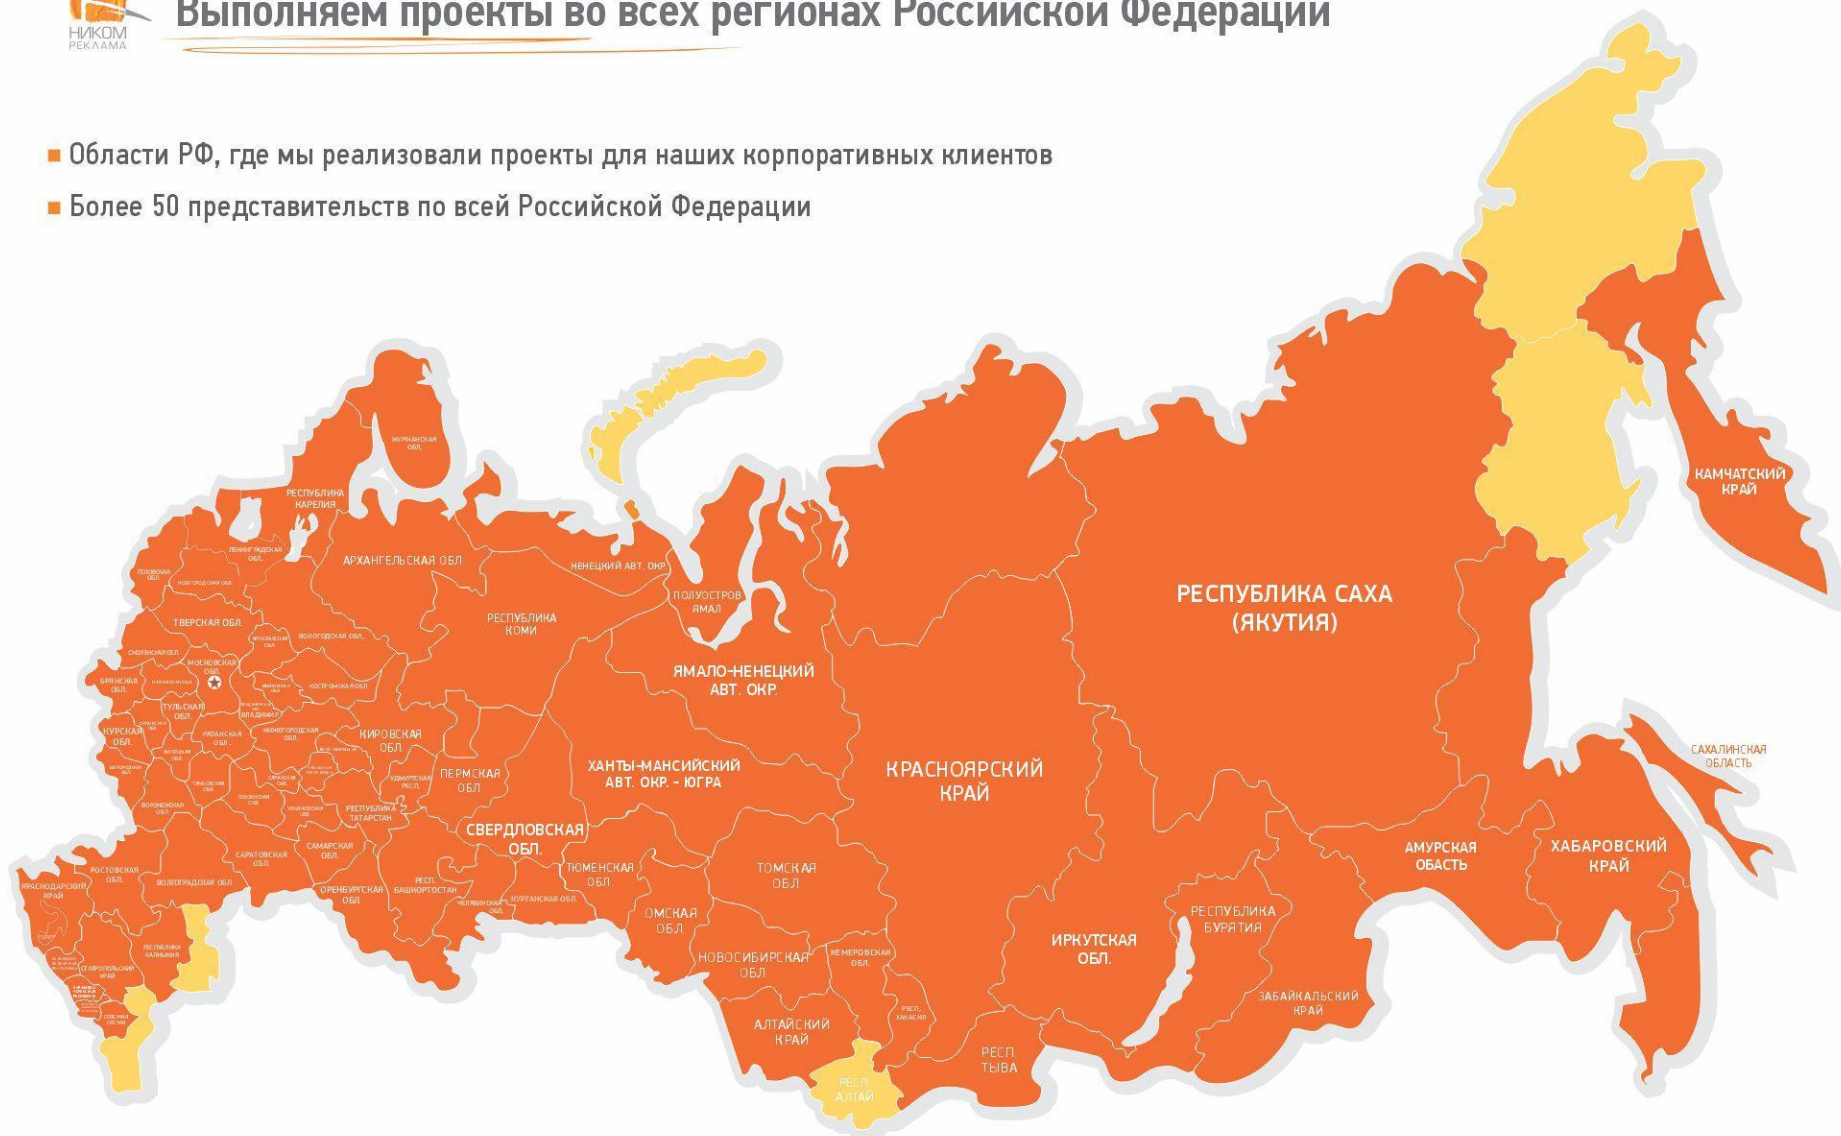 Выполняем проекты во всех регионах Российской Федерации
НИКОМ
РЕКЛАМА
Области РФ, где мы реализовали проекты для наших корпоративных клиентов
Более 50 представительств по всей Российской Федерации
МУРМАНСКАЯ
ОБЛ.
РЕСПУБЛИКА
КАРЕЛИЯ
ЛЕНИНГРАДСКАЯ
ОБЛ.
АРХАНГЕЛЬСКАЯ ОБЛ.
НЕНЕЦКИЙ АВТ. ОКР
ПСКОВСКАЯ
ОБЛ.
НОВГОРОДСКАЯ ОБЛ.
ПОЛУОСТРОВ
ЯМАЛ
РЕСПУБЛИКА
КОМИ
ТВЕРСКАЯ ОБЛ.
ЯРОСЛАВСКАЯ
ОБЛ.
ВОЛОГОДСКАЯ ОБЛ,
СМОЛЕНСКАЯ ОБЛ.
МОСКОВСКАЯ
ОБЛ.
БРЯНСКАЯ
ОБЛ.
КОСТРОМСКАЯ ОБЛ.
ТУЛЬСКАЯ
ОБЛ.
ВЛАДИМИР
КУРСКАЯ
ОБЛ.
РЯЗАНСКАЯ
ОБЛ.
НИЖЕГОРОДСКАЯ
ОБЛ.
КИРОВСКАЯ
ОБЛ.
УДМУРТСКАЯ
РЕСП.
ПЕРМСКАЯ
ОБЛ.
ВОРОНЕЖСКАЯ
ОБЛ.
РЕСПУБЛИКА
ТАТАРСТАН
САМАРСКАЯ
ОБЛ.
САРАТОВСКАЯ
ОБЛ.
РОСТОВСКАЯ
ОБЛ.
ВОЛГОГРАДСКАЯ ОБЛ.
КРАСНОДАРСКИЙ
КРАЙ
ОРЕНБУРГСКАЯ
ОБЛ.
РЕСП.
БАШКОРТОСТАН
ЧЕЛЯБИНСКАЯ
ОБЛ.
КУРГАНСКАЯ ОБЛ.
РЕСПУБЛИКА
КАЛМЫКИЯ
СТАВРОПОЛЬСКИЙ
КРАЙ
СВЕРДЛОВСКАЯ
ОБЛ.
ЯМАЛО-НЕНЕЦКИЙ
АВТ. ОКР.
ХАНТЫ-МАНСИЙСКИЙ
АВТ. ОКР. - ЮГРА
ТЮМЕНСКАЯ
ОБЛ.
ОМСКАЯ
ОБЛ
ТОМСКАЯ
ОБЛ
НОВОСИБИРСКАЯ
ОБЛ
КЕМЕРОВСКАЯ
ОБЛ.
РЕСП.
ХАКАСИЯ
АЛТАЙСКИЙ
КРАЙ
РЕСП.
АЛТАЙ
РЕСП.
ТЫВА
КРАСНОЯРСКИЙ
КРАЙ
РЕСПУБЛИКА САХА
(ЯКУТИЯ)
ИРКУТСКАЯ
ОБЛ.
РЕСПУБЛИКА
БУРЯТИЯ
ЗАБАЙКАЛЬСКИЙ
КРАЙ
АМУРСКАЯ
ОБАСТЬ
ХАБАРОВСКИЙ
КРАЙ
САХАЛИНСКАЯ
ОБЛАСТЬ
КАМЧАТСКИЙ
КРАЙ